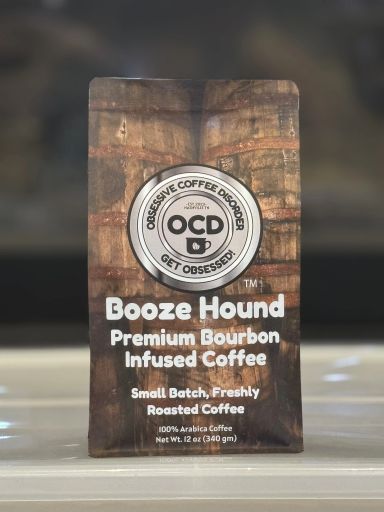 OBSESSIVE COFFEE DISORDER
OCD
GET OBSESSED!
TM
Booze Hound
Premium Bourbon
Infused Coffee
Small Batch, Freshly
Roasted Coffee
100% Arabica Coffee
Net Wt. 12 oz (340 gm)